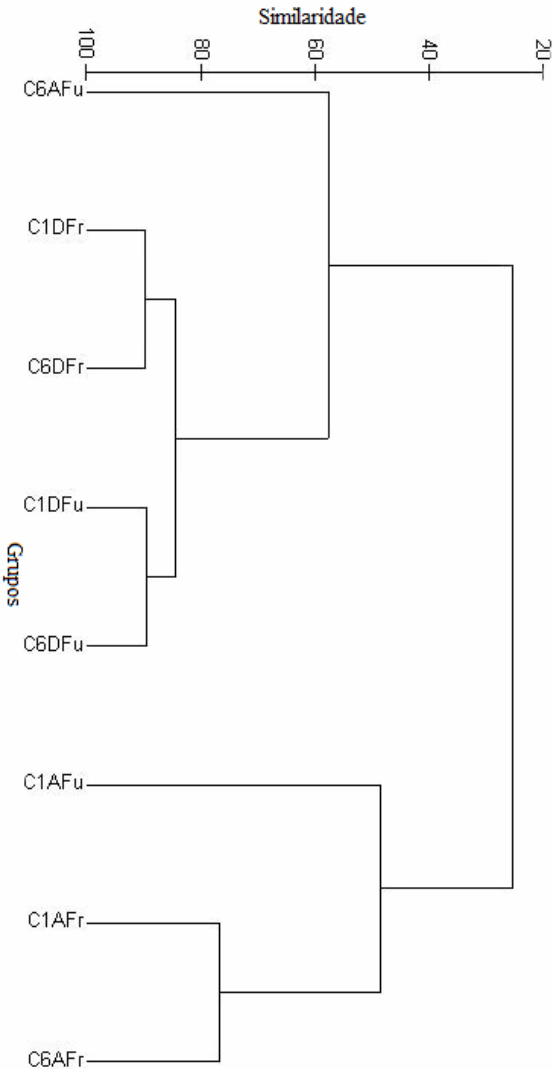 Similaridade
100
80
60
40
20
C6AFu
C1DFr
C6DFr
C1DFu
C6DFu
C1AFu
C1AFr
C6AFr
Grupos